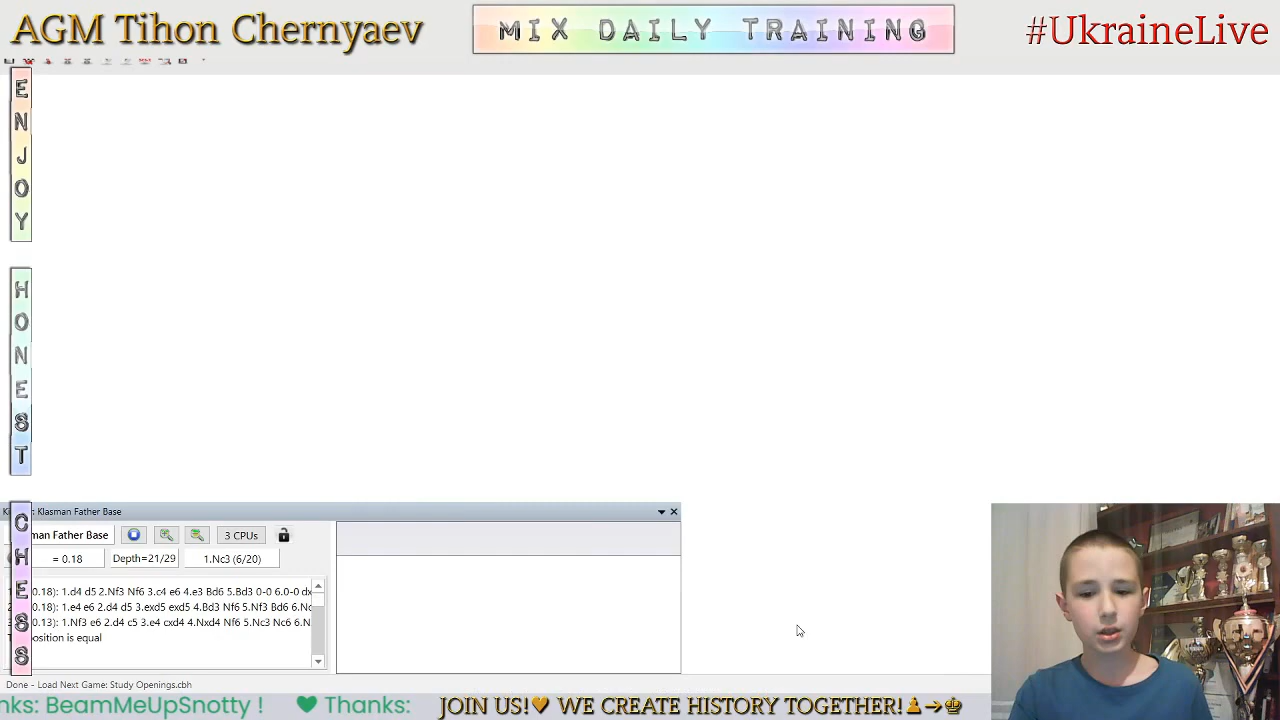 AGM Tihon Chernyaev
MIX DAILY TRAINING
#UkraineLive
ENJOY
HONEST
CHESS
Klasman Father Base
man Father Base
3 CPUs
= 0.18
Depth=21/29
1.Nc3 (6/20)
0.18): 1.d4 d5 2.Nf3 Nf6 3.c4 e6 4.e3 Bd6 5.Bd3 0-0 6.0-0 dx
0.18): 1.e4 e6 2.d4 d5 3.exd5 exd5 4.Bd3 Nf6 5.Nf3 Bd6 6.Nc
0.13): 1.Nf3 e6 2.d4 c5 3.e4 cxd4 4.Nxd4 Nf6 5.Nc3 Nc6 6.N
position is equal
Done - Load Next Game: Study Openings.cbh
nks: BeamMeUpSnotty ! 💚 Thanks:
JOIN US!♥ WE CREATE HISTORY TOGETHER!♟→♚